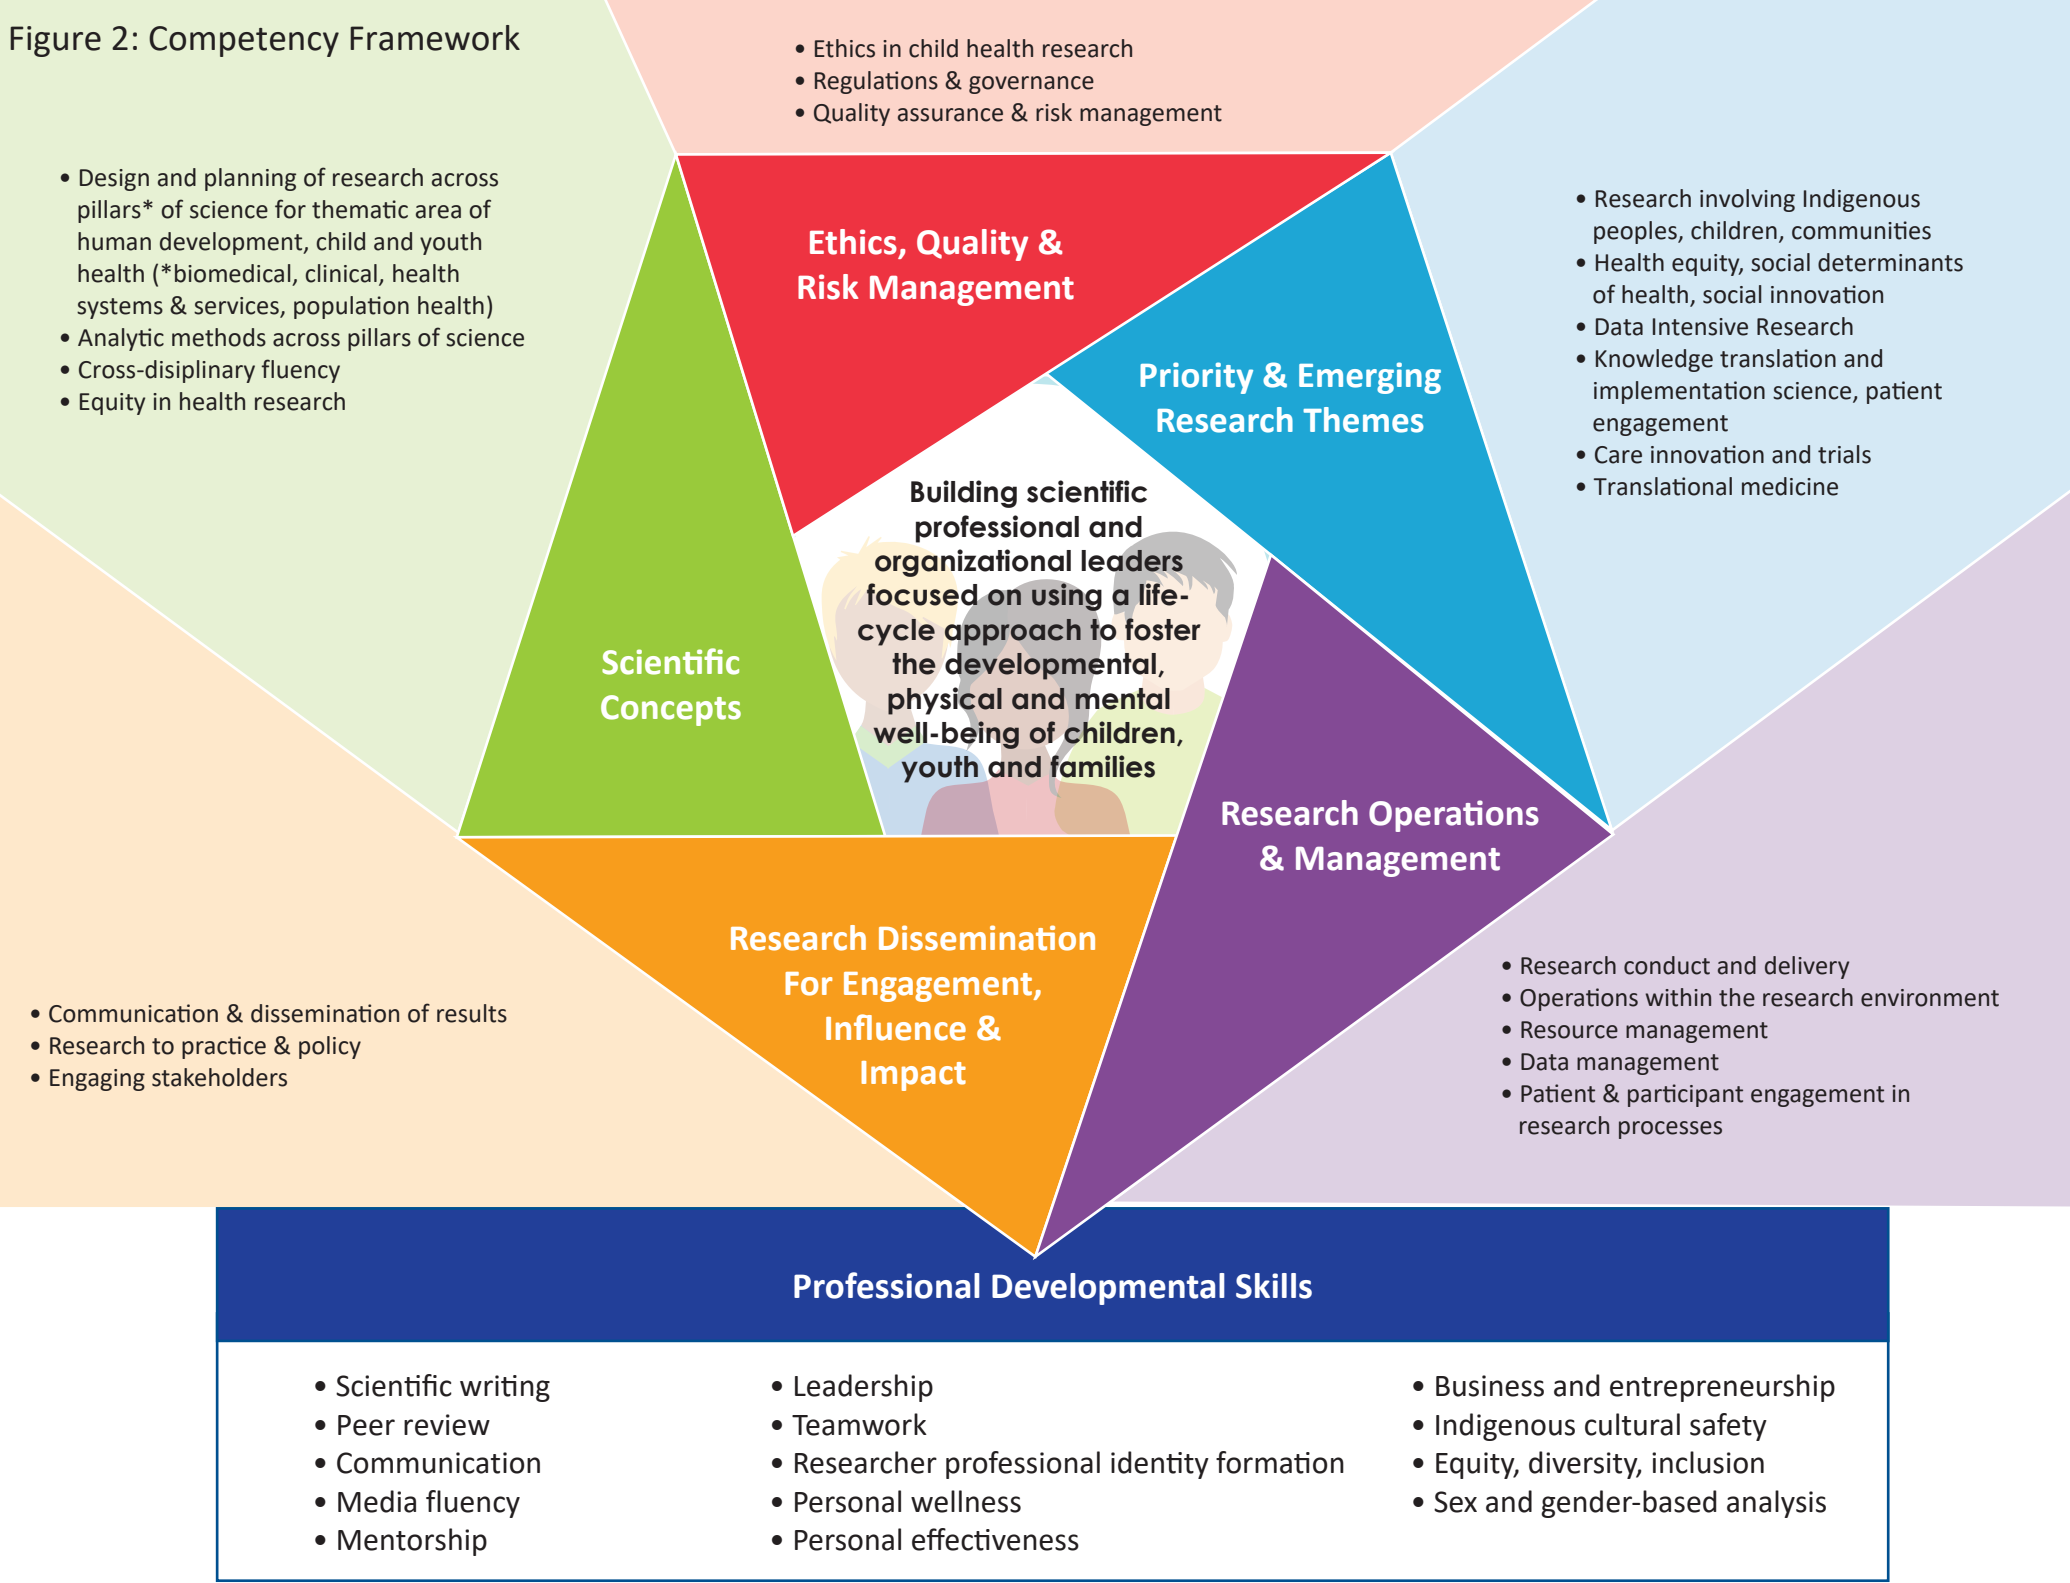 Figure 2: Competency Framework
• Ethics in child health research
• Regulations & governance
• Quality assurance & risk management
• Design and planning of research across
pillars* of science for thematic area of
human development, child and youth
health (*biomedical, clinical, health
systems & services, population health)
• Analytic methods across pillars of science
• Cross-disiplinary fluency
• Equity in health research
• Research involving Indigenous
peoples, children, communities
• Health equity, social determinants
of health, social innovation
• Data Intensive Research
• Knowledge translation and
implementation science, patient
engagement
• Care innovation and trials
• Translational medicine
Ethics, Quality &
Risk Management
Priority & Emerging
Research Themes
Building scientific
professional and
organizational leaders
focused on using a life-
cycle approach to foster
the developmental,
physical and mental
well-being of children,
youth and families
Scientific
Concepts
Research Operations
& Management
Research Dissemination
For Engagement,
Influence &
Impact
• Communication & dissemination of results
• Research to practice & policy
• Engaging stakeholders
• Research conduct and delivery
• Operations within the research environment
• Resource management
• Data management
• Patient & participant engagement in
research processes
Professional Developmental Skills
• Scientific writing
• Peer review
• Communication
• Media fluency
• Mentorship
• Leadership
• Teamwork
• Researcher professional identity formation
• Personal wellness
• Personal effectiveness
• Business and entrepreneurship
• Indigenous cultural safety
• Equity, diversity, inclusion
• Sex and gender-based analysis